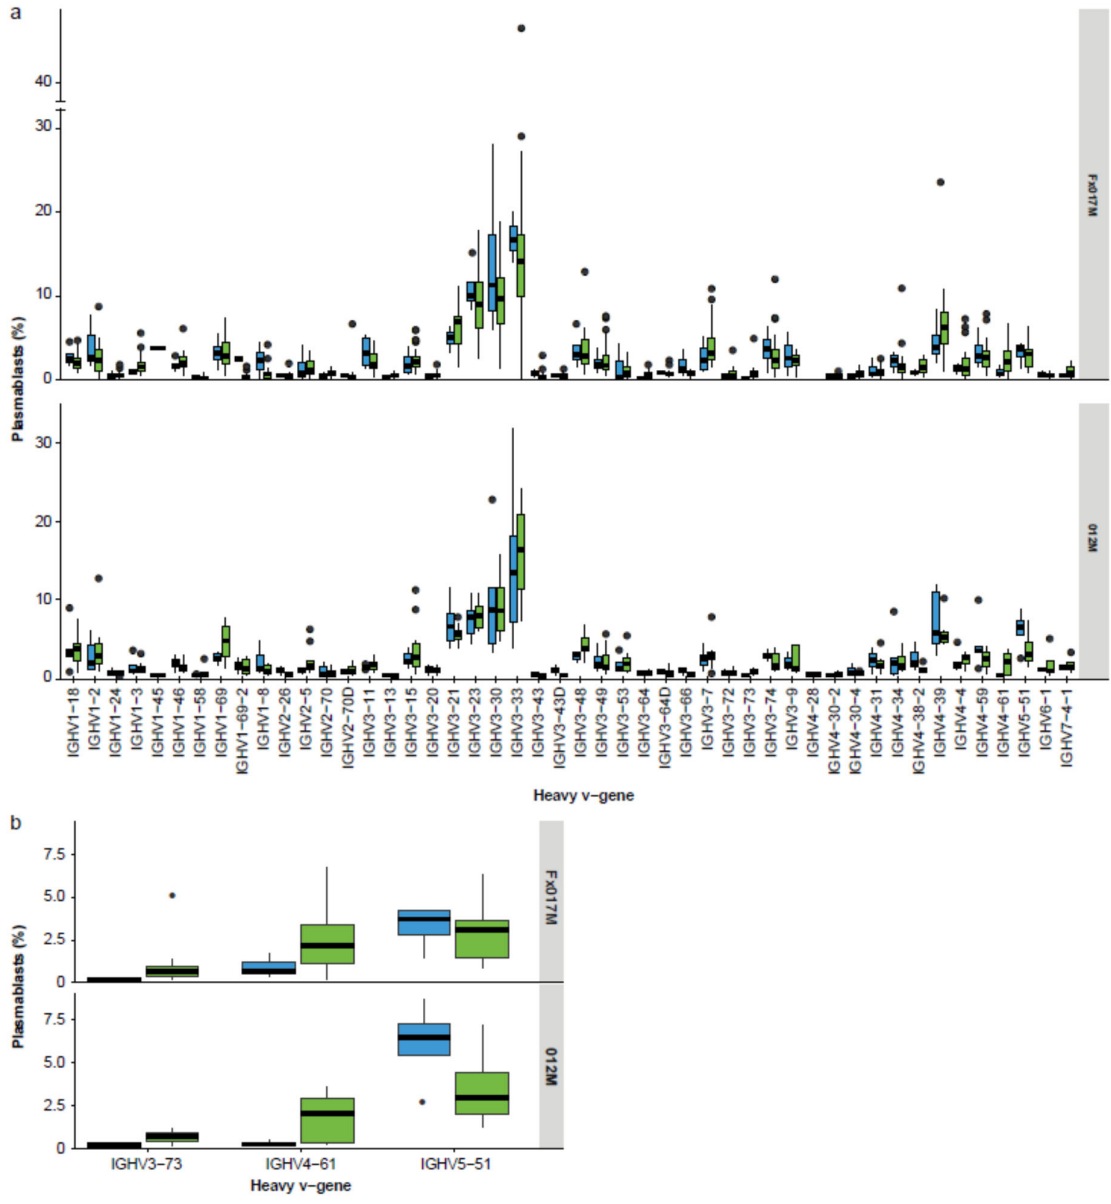 a
40
30
20
10
0
Fx017M
Plasmablasts (%)
30
20
10
0
012M
IGHV1−18
IGHV1−2
IGHV1−24
IGHV1−3
IGHV1−45
IGHV1−46
IGHV1−58
IGHV1−69
IGHV1−69−2
IGHV1−8
IGHV2−26
IGHV2−5
IGHV2−70
IGHV2−70D
IGHV3−11
IGHV3−13
IGHV3−15
IGHV3−20
IGHV3−21
IGHV3−23
IGHV3−30
IGHV3−33
IGHV3−43
IGHV3−43D
IGHV3−48
IGHV3−49
IGHV3−53
IGHV3−64
IGHV3−64D
IGHV3−66
IGHV3−7
IGHV3−72
IGHV3−73
IGHV3−74
IGHV3−9
IGHV4−28
IGHV4−30−2
IGHV4−30−4
IGHV4−31
IGHV4−34
IGHV4−38−2
IGHV4−39
IGHV4−4
IGHV4−59
IGHV4−61
IGHV5−51
IGHV6−1
IGHV7−4−1
Heavy v−gene
b
7.5
5.0
2.5
0
Fx017M
Plasmablasts (%)
7.5
5.0
2.5
0
012M
IGHV3−73
IGHV4−61
IGHV5−51
Heavy v−gene